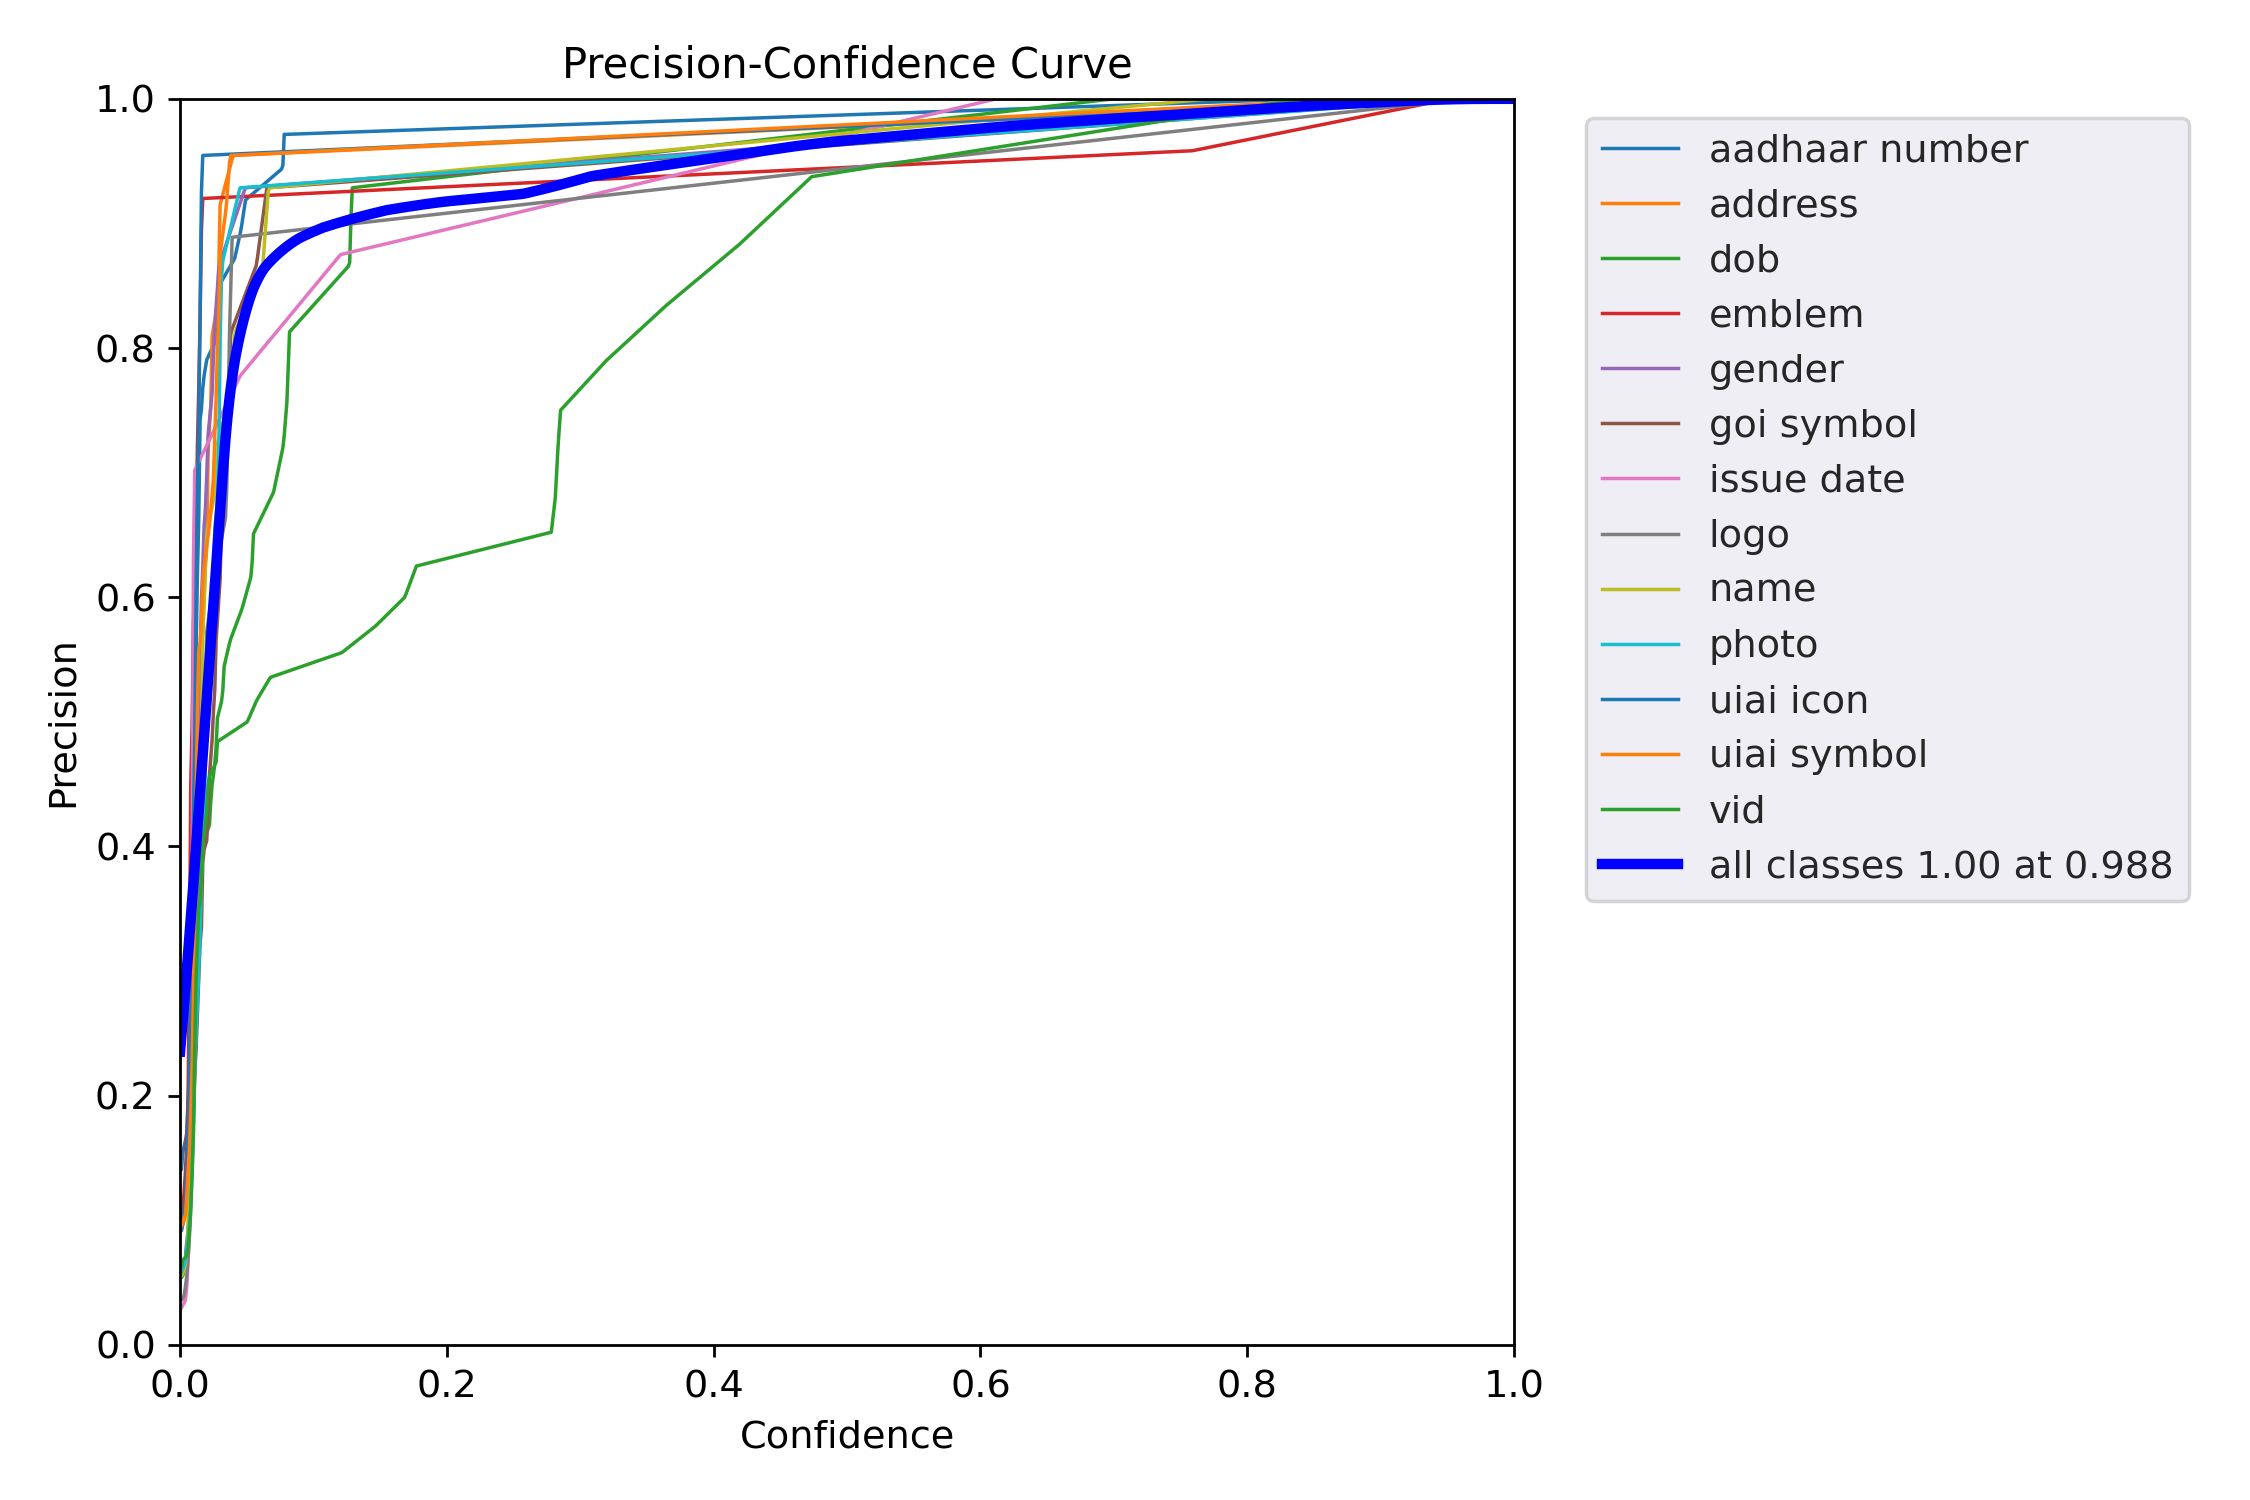 Precision-Confidence Curve
1.0
0.8
0.6
0.4
0.2
0.0
Precision
0.0 0.2 0.4 0.6 0.8 1.0
Confidence
aadhaar number
address
dob
emblem
gender
goi symbol
issue date
logo
name
photo
uiai icon
uiai symbol
vid
all classes 1.00 at 0.988